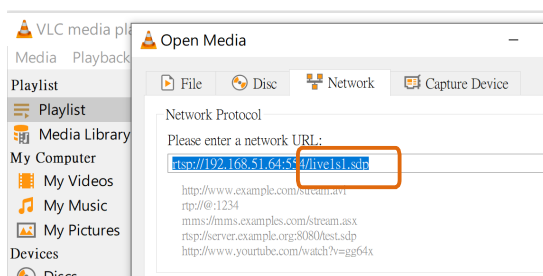 VLC media pla
Media Playback
Playlist
Playlist
Media Library
My Computer
My Videos
My Music
My Pictures
Devices
Discs
Open Media
File Disc Network Capture Device
Network Protocol
Please enter a network URL:
rtsp://192.168.51.64:554/live1s1.sdp
http://www.example.com/stream.avi
rtp://@:1234
mms://mms.examples.com/stream.asx
rtsp://server.example.org:8080/test.sdp
http://www.yourtube.com/watch?v=gg64x